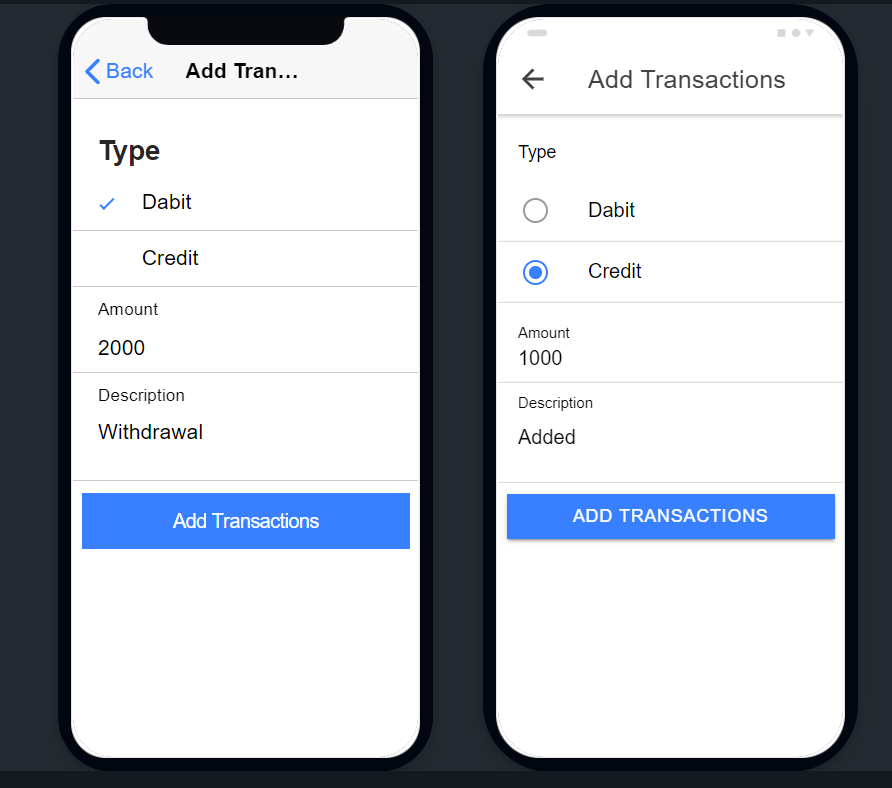 Back
Add Tran...
Type
Dabit
Credit
Amount
2000
Description
Withdrawal
Add Transactions
Add Transactions
Type
Dabit
Credit
Amount
1000
Description
Added
ADD TRANSACTIONS